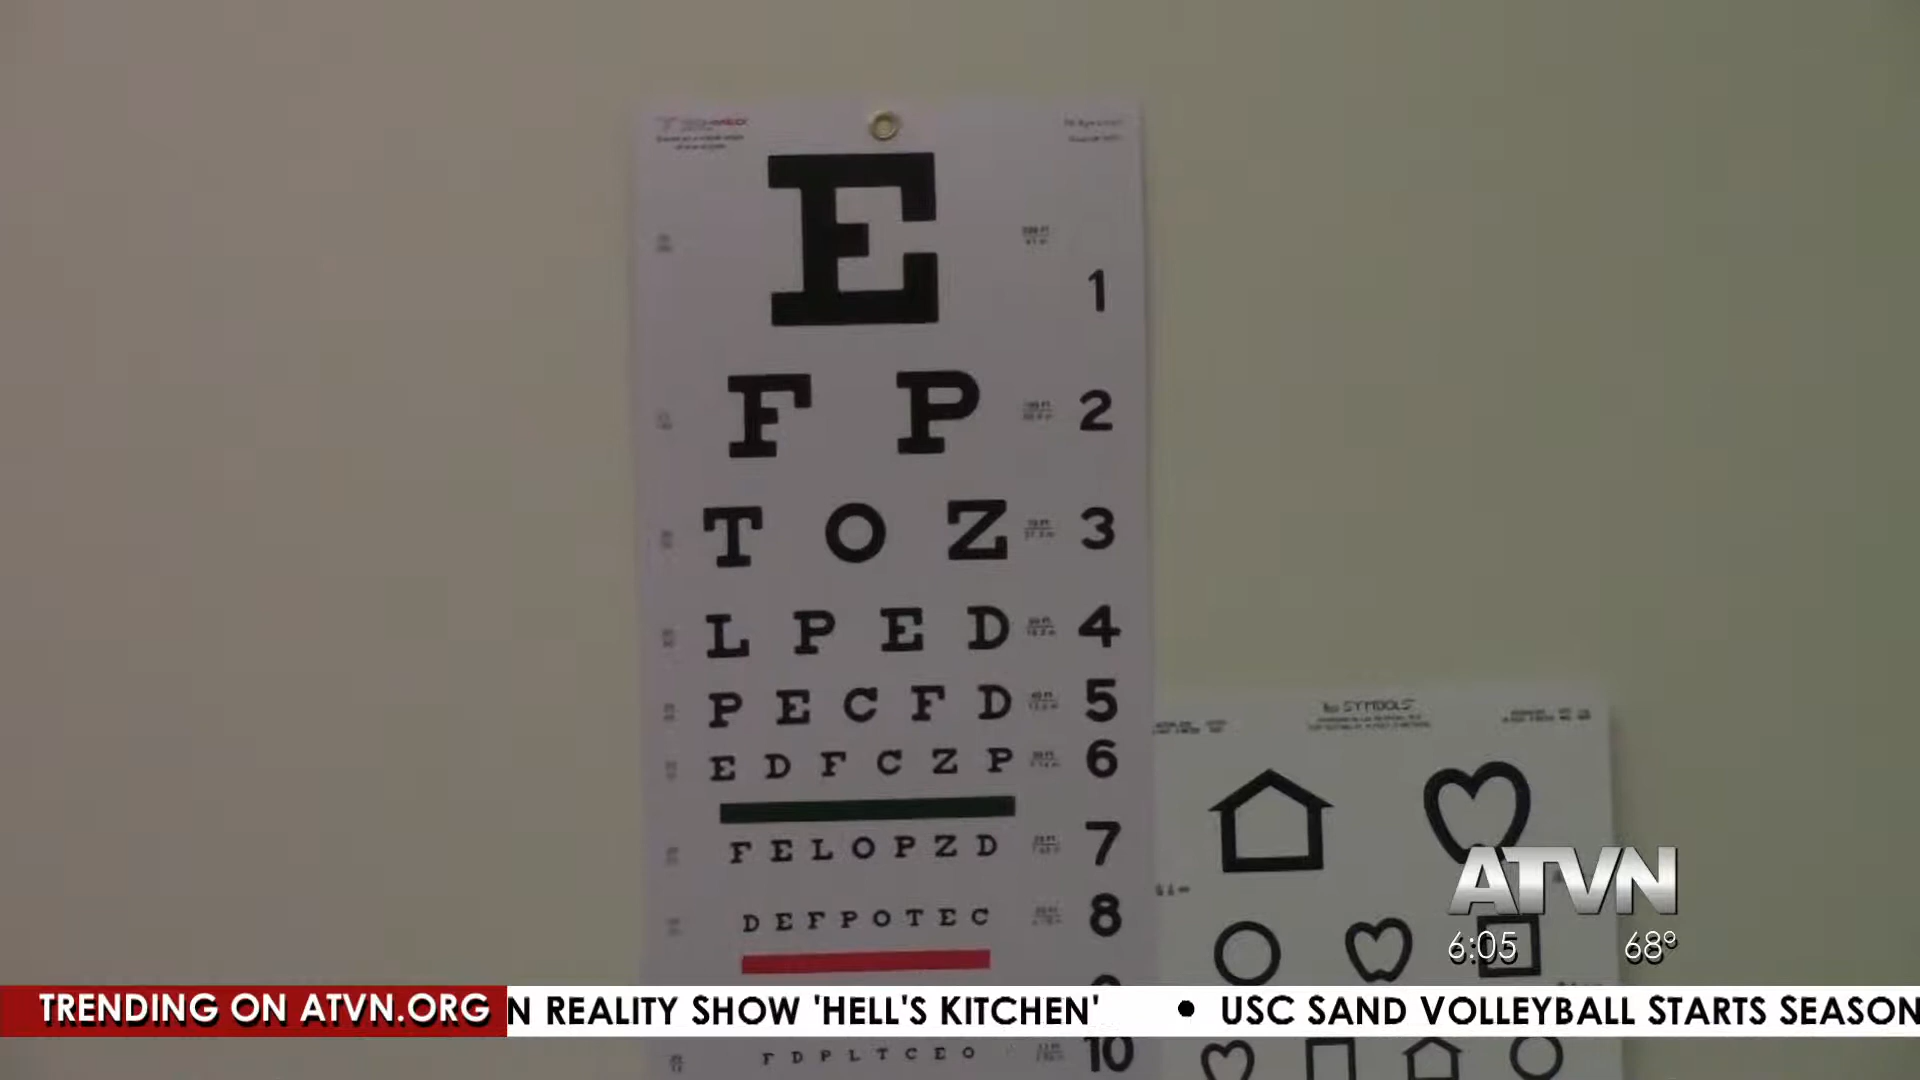 E
1
F P 2
T O Z 3
L P E D 4
P E C F D 5
E D F C Z P 6
F E L O P Z D 7
D E F P O T E C 8
F D P L T C E O 10
SYMBOLS
ATVN
6:05 68°
TRENDING ON ATVN.ORG N REALITY SHOW 'HELL'S KITCHEN' • USC SAND VOLLEYBALL STARTS SEASON